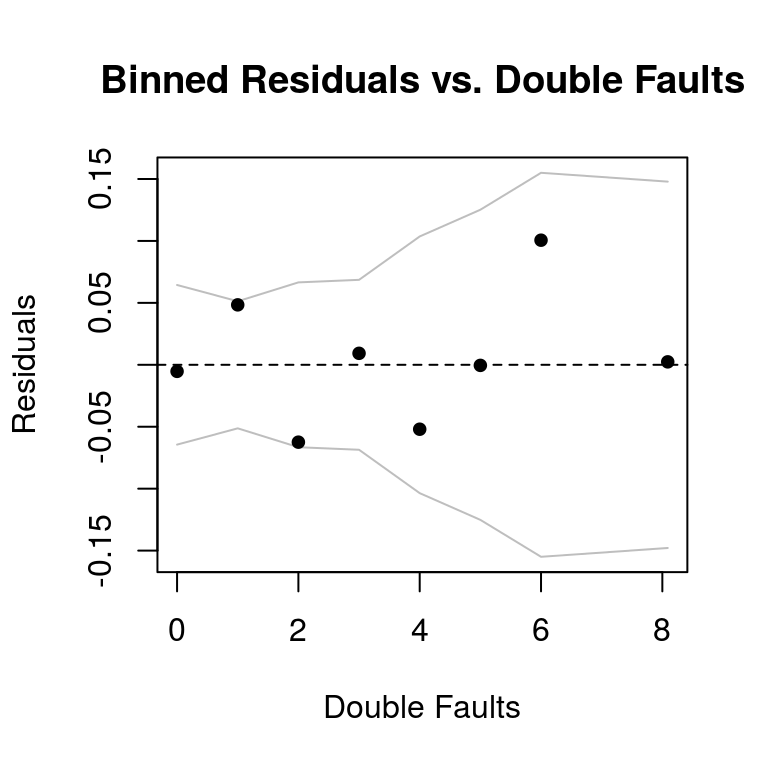 Binned Residuals vs. Double Faults
Residuals
0.15
0.05
-0.05
-0.15
0 2 4 6 8
Double Faults